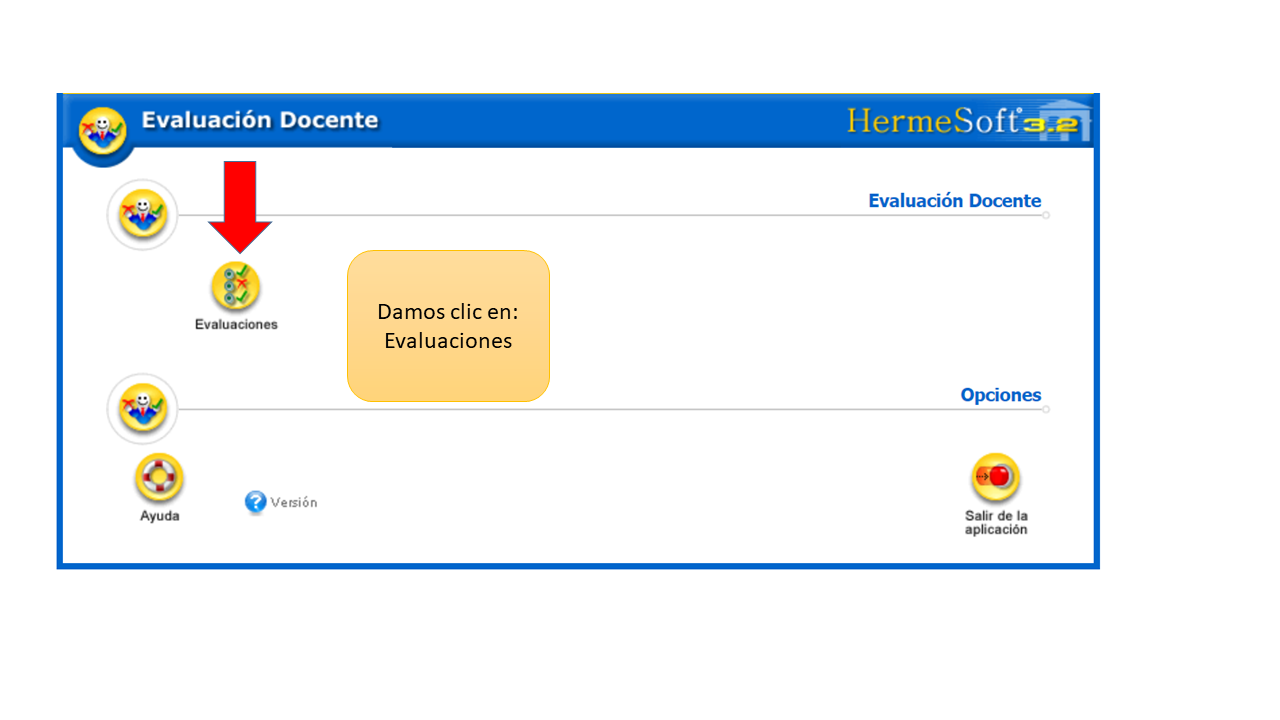 Evaluación Docente
HermeSoft 3.2
Evaluación Docente
Evaluaciones
Damos clic en:
Evaluaciones
Opciones
Ayuda
Versión
Salir de la
aplicación